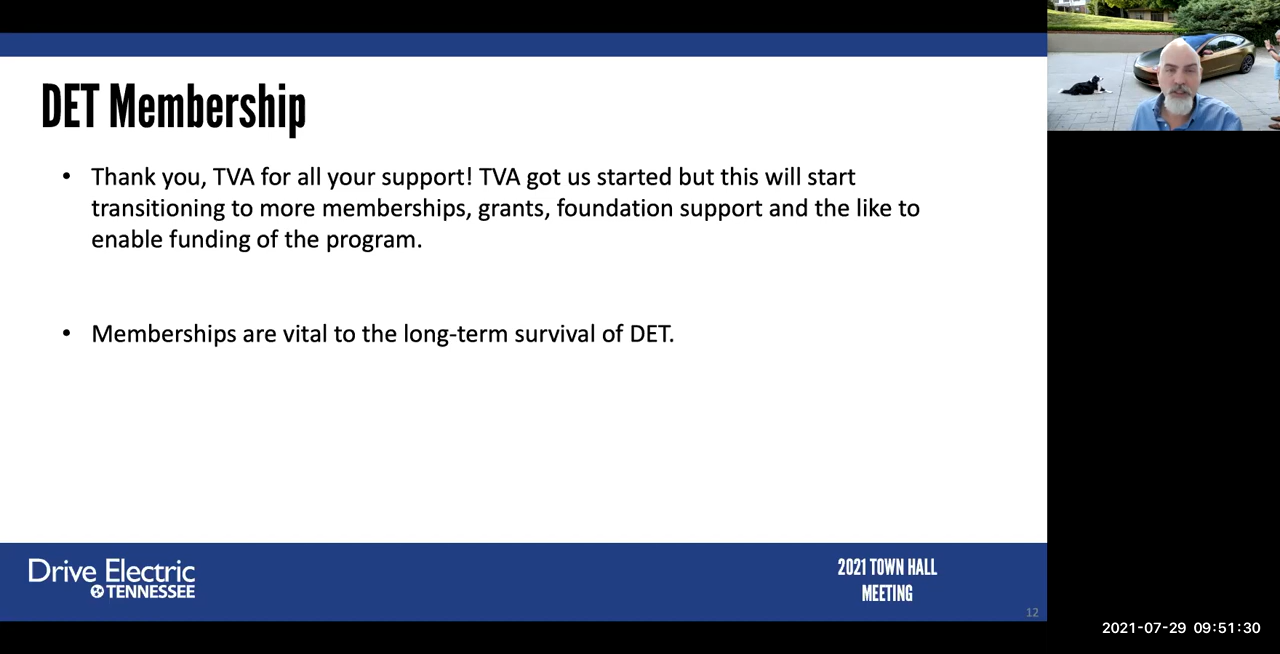 DET Membership
• Thank you, TVA for all your support! TVA got us started but this will start
transitioning to more memberships, grants, foundation support and the like to
enable funding of the program.
• Memberships are vital to the long-term survival of DET.
Drive Electric
TENNESSEE
2021 TOWN HALL
MEETING
12
2021-07-29 09:51:30